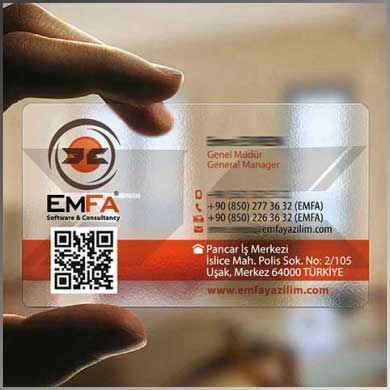 EMFA®
Software & Consultancy
Genel Müdür
General Manager
+90 (850) 277 36 32 (EMFA)
+90 (850) 226 36 32 (EMFA)
@emfayazilim.com
Pancar İş Merkezi
İslice Mah. Polis Sok. No: 2/105
Uşak, Merkez 64000 TÜRKİYE
www.emfayazilim.com